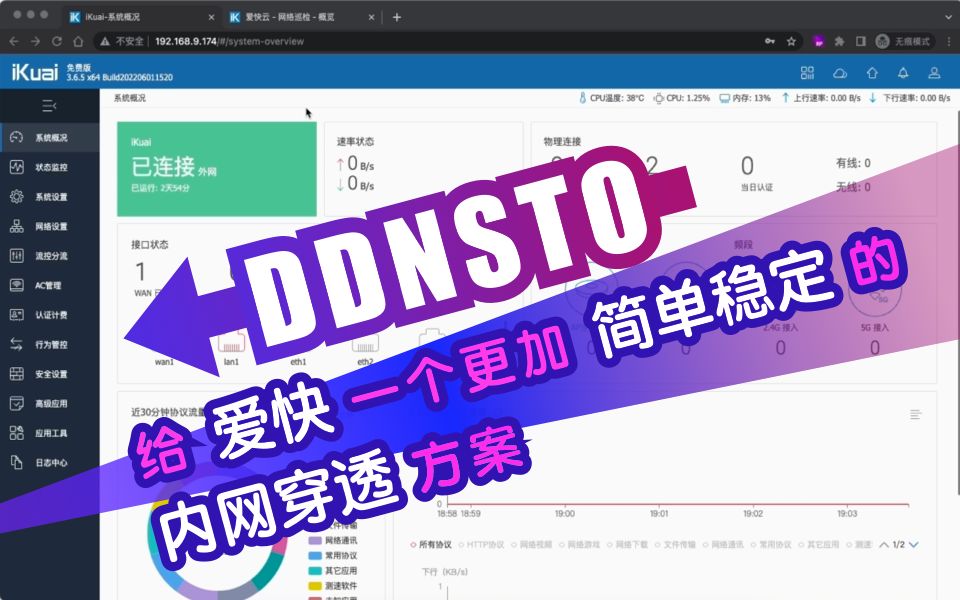 iKuai-系统概况
爱快云 - 网络巡检 - 概览
不安全
192.168.9.174/#/system-overview
无痕模式
iKuai 免费版
3.6.5 x64 Build202206011520
系统概况
CPU温度: 38°C
CPU: 1.25%
内存: 13%
上行速率: 0.00 B/s
下行速率: 0.00 B/s
系统概况
状态监控
系统设置
网络设置
流控分流
AC管理
认证计费
行为管控
安全设置
高级应用
应用工具
日志中心
iKuai
已连接 外网
已运行: 2天54分
速率状态
↑0 B/s
↓0 B/s
物理连接
2
0
当日认证
有线: 0
无线: 0
接口状态
1
WAN
频段
DDNSTO
给 爱快 一个更加 简单稳定 的
内网穿透 方案
wan1
lan1
eth1
eth2
2.4G 接入
0
5G
5G 接入
0
近30分钟协议流量
文件传输
网络通讯
常用协议
其它应用
测速软件
0
18:58
18:59
19:00
19:01
19:02
19:03
所有协议
HTTP协议
网络视频
网络游戏
网络下载
文件传输
网络通讯
常用协议
其它应用
测速
1/2
下行 (KB/s)
1